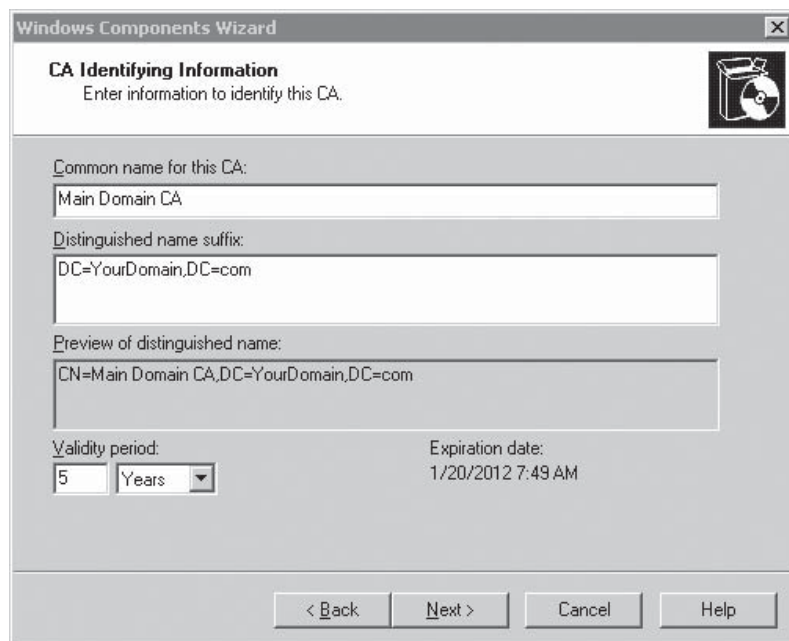 Windows Components Wizard
CA Identifying Information
Enter information to identify this CA.
Common name for this CA:
Main Domain CA
Distinguished name suffix:
DC=YourDomain,DC=com
Preview of distinguished name:
CN=Main Domain CA,DC=YourDomain,DC=com
Validity period:
5 Years
Expiration date:
1/20/2012 7:49 AM
< Back Next > Cancel Help